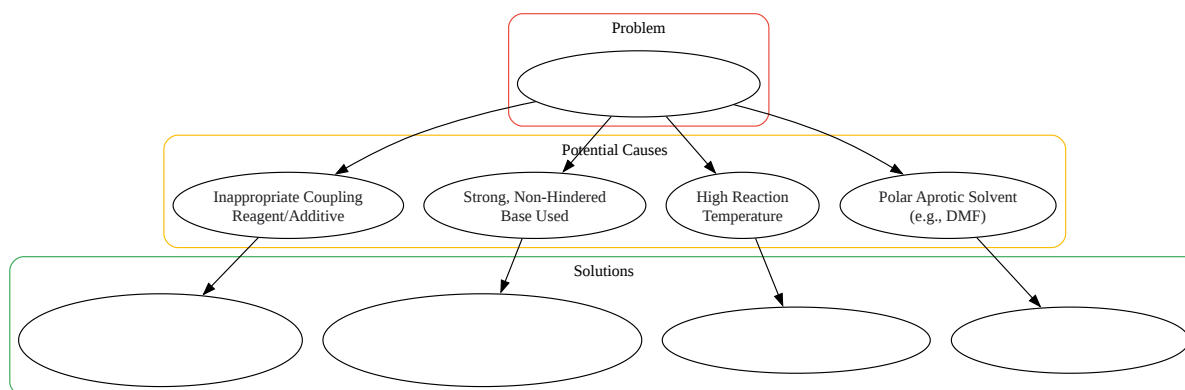 Problem
Potential Causes
Inappropriate Coupling
Reagent/Additive
Strong, Non-Hindered
Base Used
High Reaction
Temperature
Polar Aprotic Solvent
(e.g., DMF)
Solutions